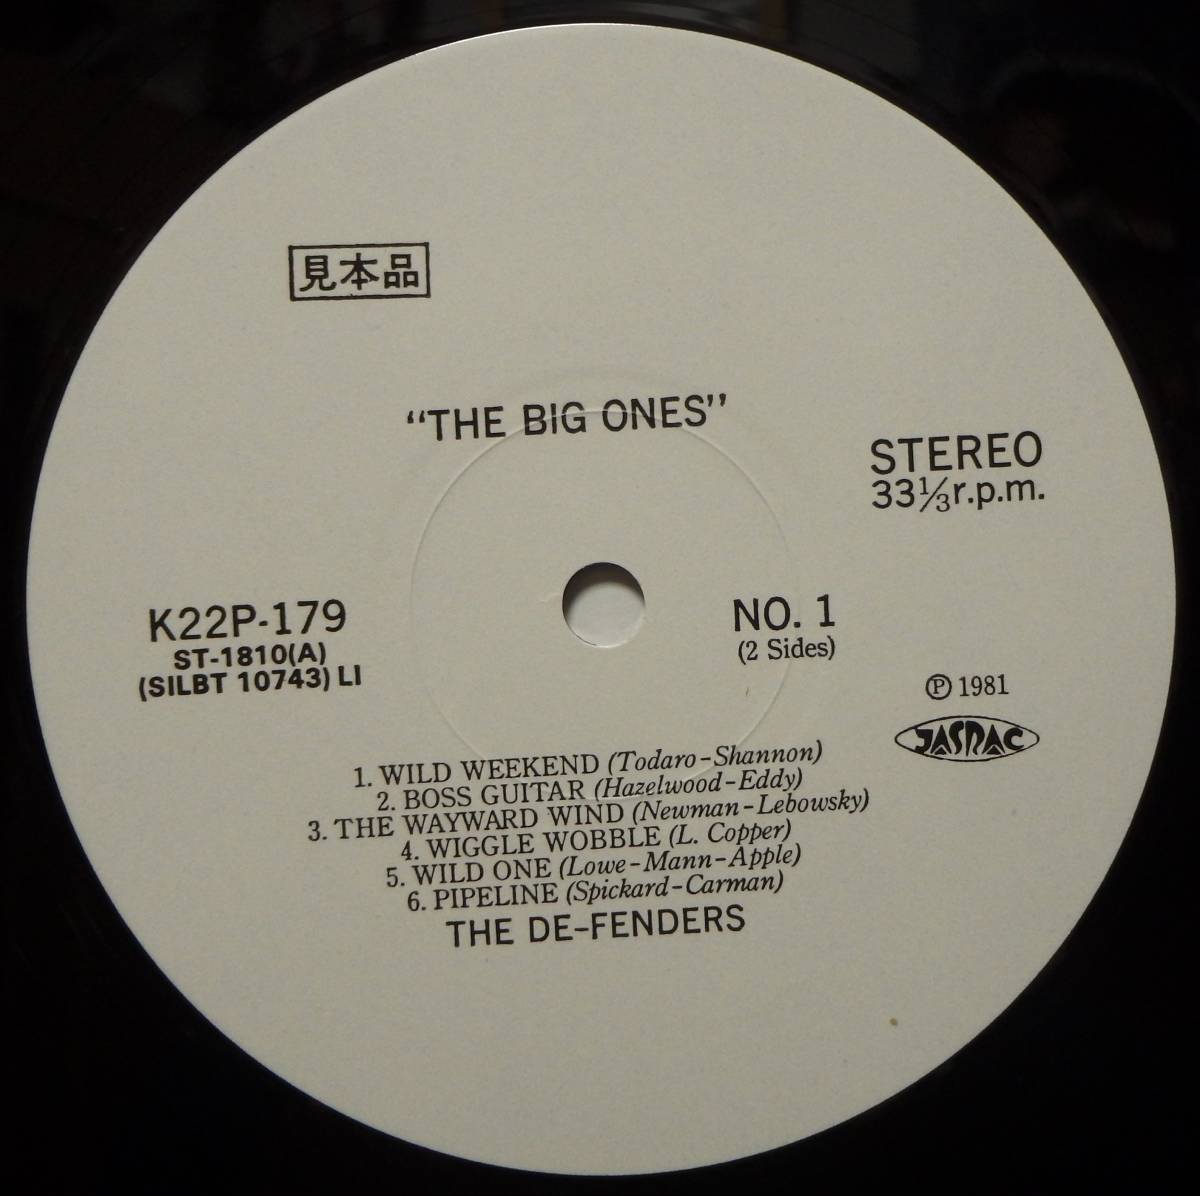 見本品
“THE BIG ONES”
STEREO
33⅓r.p.m.
K22P-179
ST-1810(A)
(SILBT 10743) LI
NO. 1
(2 Sides)
Ⓟ 1981
JASRAC
1. WILD WEEKEND (Todaro-Shannon)
2. BOSS GUITAR (Hazelwood-Eddy)
3. THE WAYWARD WIND (Newman-Lebowsky)
4. WIGGLE WOBBLE (L. Copper)
5. WILD ONE (Lowe-Mann-Apple)
6. PIPELINE (Spickard-Carman)
THE DE-FENDERS